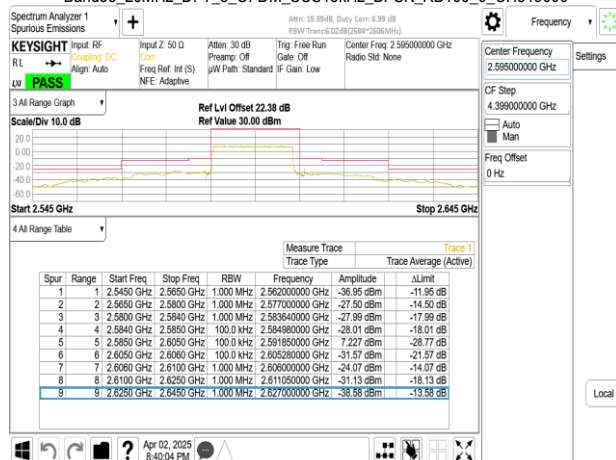 Spectrum Analyzer 1
Spurious Emissions
Attn: 15.39dB, Duty Corr: 6.99 dB
RBW Trancs:6.02dB(2584~2606MHz)
Frequency
KEYSIGHT
RL
LXI PASS
Input: RF
Coupling: DC
Align: Auto
Input Z: 50 Ω
Corr
Freq Ref: Int (S)
NFE: Adaptive
Atten: 30 dB
Preamp: Off
µW Path: Standard
Trig: Free Run
Gate: Off
IF Gain: Low
Center Freq: 2.595000000 GHz
Radio Std: None
Center Frequency
2.595000000 GHz
Settings
CF Step
4.399000000 GHz
Auto
Man
Freq Offset
0 Hz
Local
3 All Range Graph
Scale/Div 10.0 dB
Ref Lvl Offset 22.38 dB
Ref Value 30.00 dBm
20.0
0.00
-20.0
-40.0
-60.0
Start 2.545 GHz
Stop 2.645 GHz
4 All Range Table
Measure Trace Trace 1
Trace Type Trace Average (Active)
Spur Range Start Freq Stop Freq RBW Frequency Amplitude ΔLimit
1 1 2.5450 GHz 2.5650 GHz 1.000 MHz 2.562000000 GHz -36.95 dBm -11.95 dB
2 2 2.5650 GHz 2.5800 GHz 1.000 MHz 2.577000000 GHz -27.50 dBm -14.50 dB
3 3 2.5800 GHz 2.5840 GHz 1.000 MHz 2.583640000 GHz -27.99 dBm -17.99 dB
4 4 2.5840 GHz 2.5850 GHz 100.0 kHz 2.584980000 GHz -28.01 dBm -18.01 dB
5 5 2.5850 GHz 2.6050 GHz 100.0 kHz 2.591850000 GHz 7.227 dBm -28.77 dB
6 6 2.6050 GHz 2.6060 GHz 100.0 kHz 2.605280000 GHz -31.57 dBm -21.57 dB
7 7 2.6060 GHz 2.6100 GHz 1.000 MHz 2.606000000 GHz -24.07 dBm -14.07 dB
8 8 2.6100 GHz 2.6250 GHz 1.000 MHz 2.611050000 GHz -31.13 dBm -18.13 dB
9 9 2.6250 GHz 2.6450 GHz 1.000 MHz 2.627000000 GHz -38.58 dBm -13.58 dB
?
Apr 02, 2025
8:40:04 PM